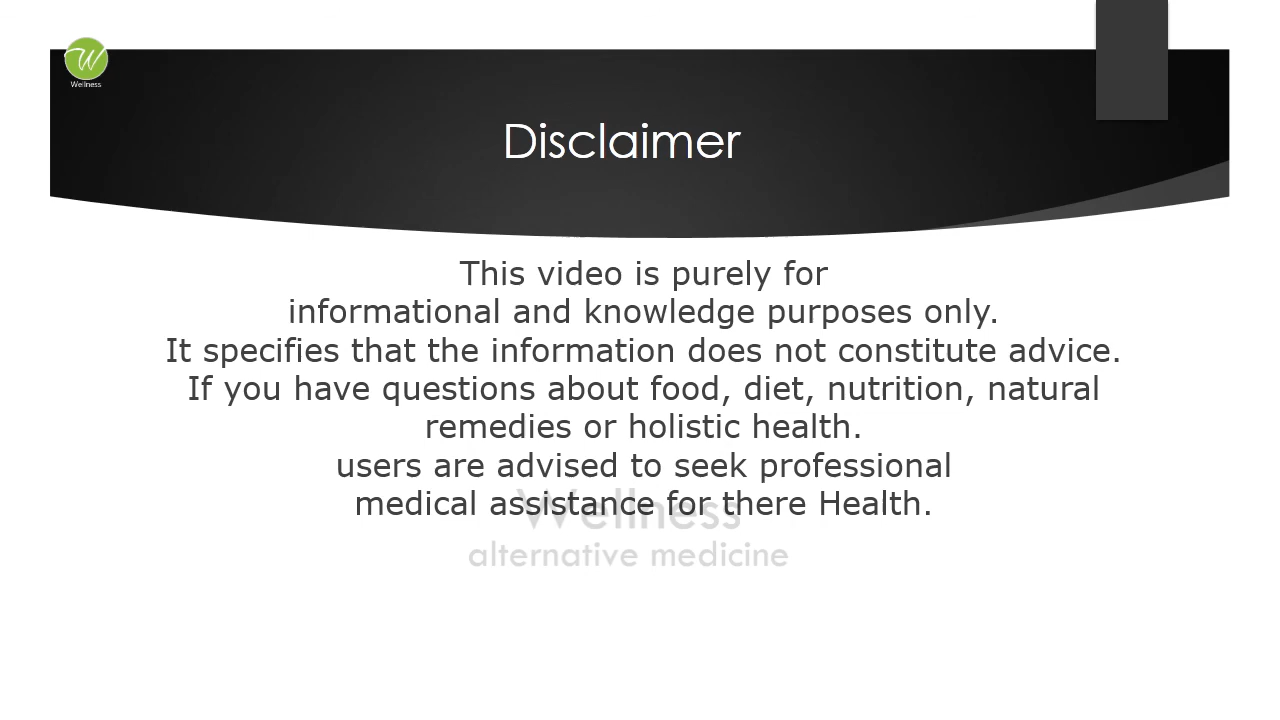 W
Wellness
Disclaimer
This video is purely for
informational and knowledge purposes only.
It specifies that the information does not constitute advice.
If you have questions about food, diet, nutrition, natural
remedies or holistic health.
users are advised to seek professional
medical assistance for there Health.
Wellness
alternative medicine